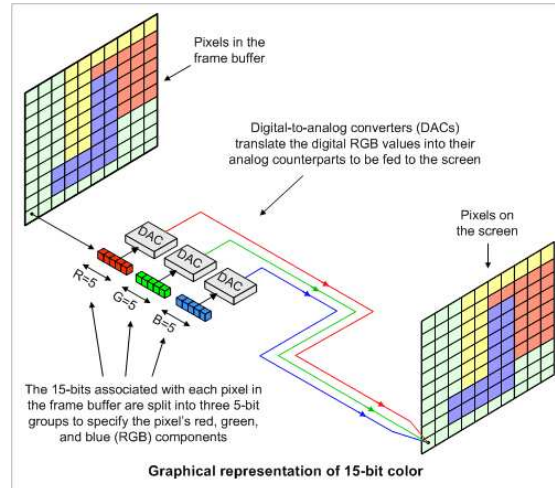 Pixels in the
frame buffer
Digital-to-analog converters (DACs)
translate the digital RGB values into their
analog counterparts to be fed to the screen
Pixels on
the screen
DAC
DAC
DAC
R=5
G=5
B=5
The 15-bits associated with each pixel in
the frame buffer are split into three 5-bit
groups to specify the pixel's red, green,
and blue (RGB) components
Graphical representation of 15-bit color